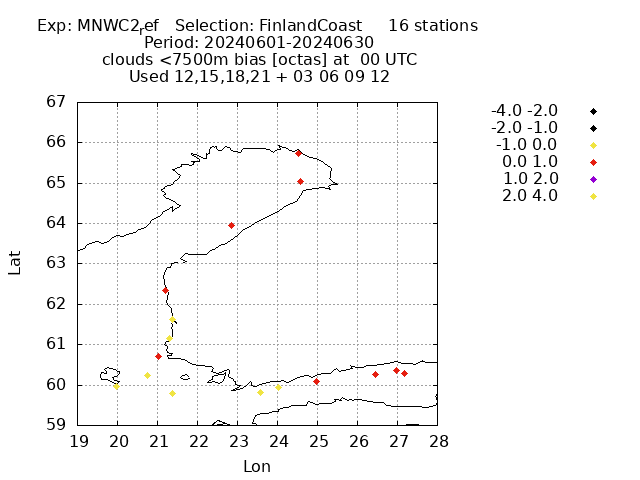 Exp: MNWC2ref   Selection: FinlandCoast     16 stations
Period: 20240601-20240630
clouds <7500m bias [octas] at  00 UTC
Used 12,15,18,21 + 03 06 09 12
67
66
65
64
63
62
61
60
59
19 20 21 22 23 24 25 26 27 28
Lat
Lon
-4.0 -2.0
-2.0 -1.0
-1.0 0.0
0.0 1.0
1.0 2.0
2.0 4.0